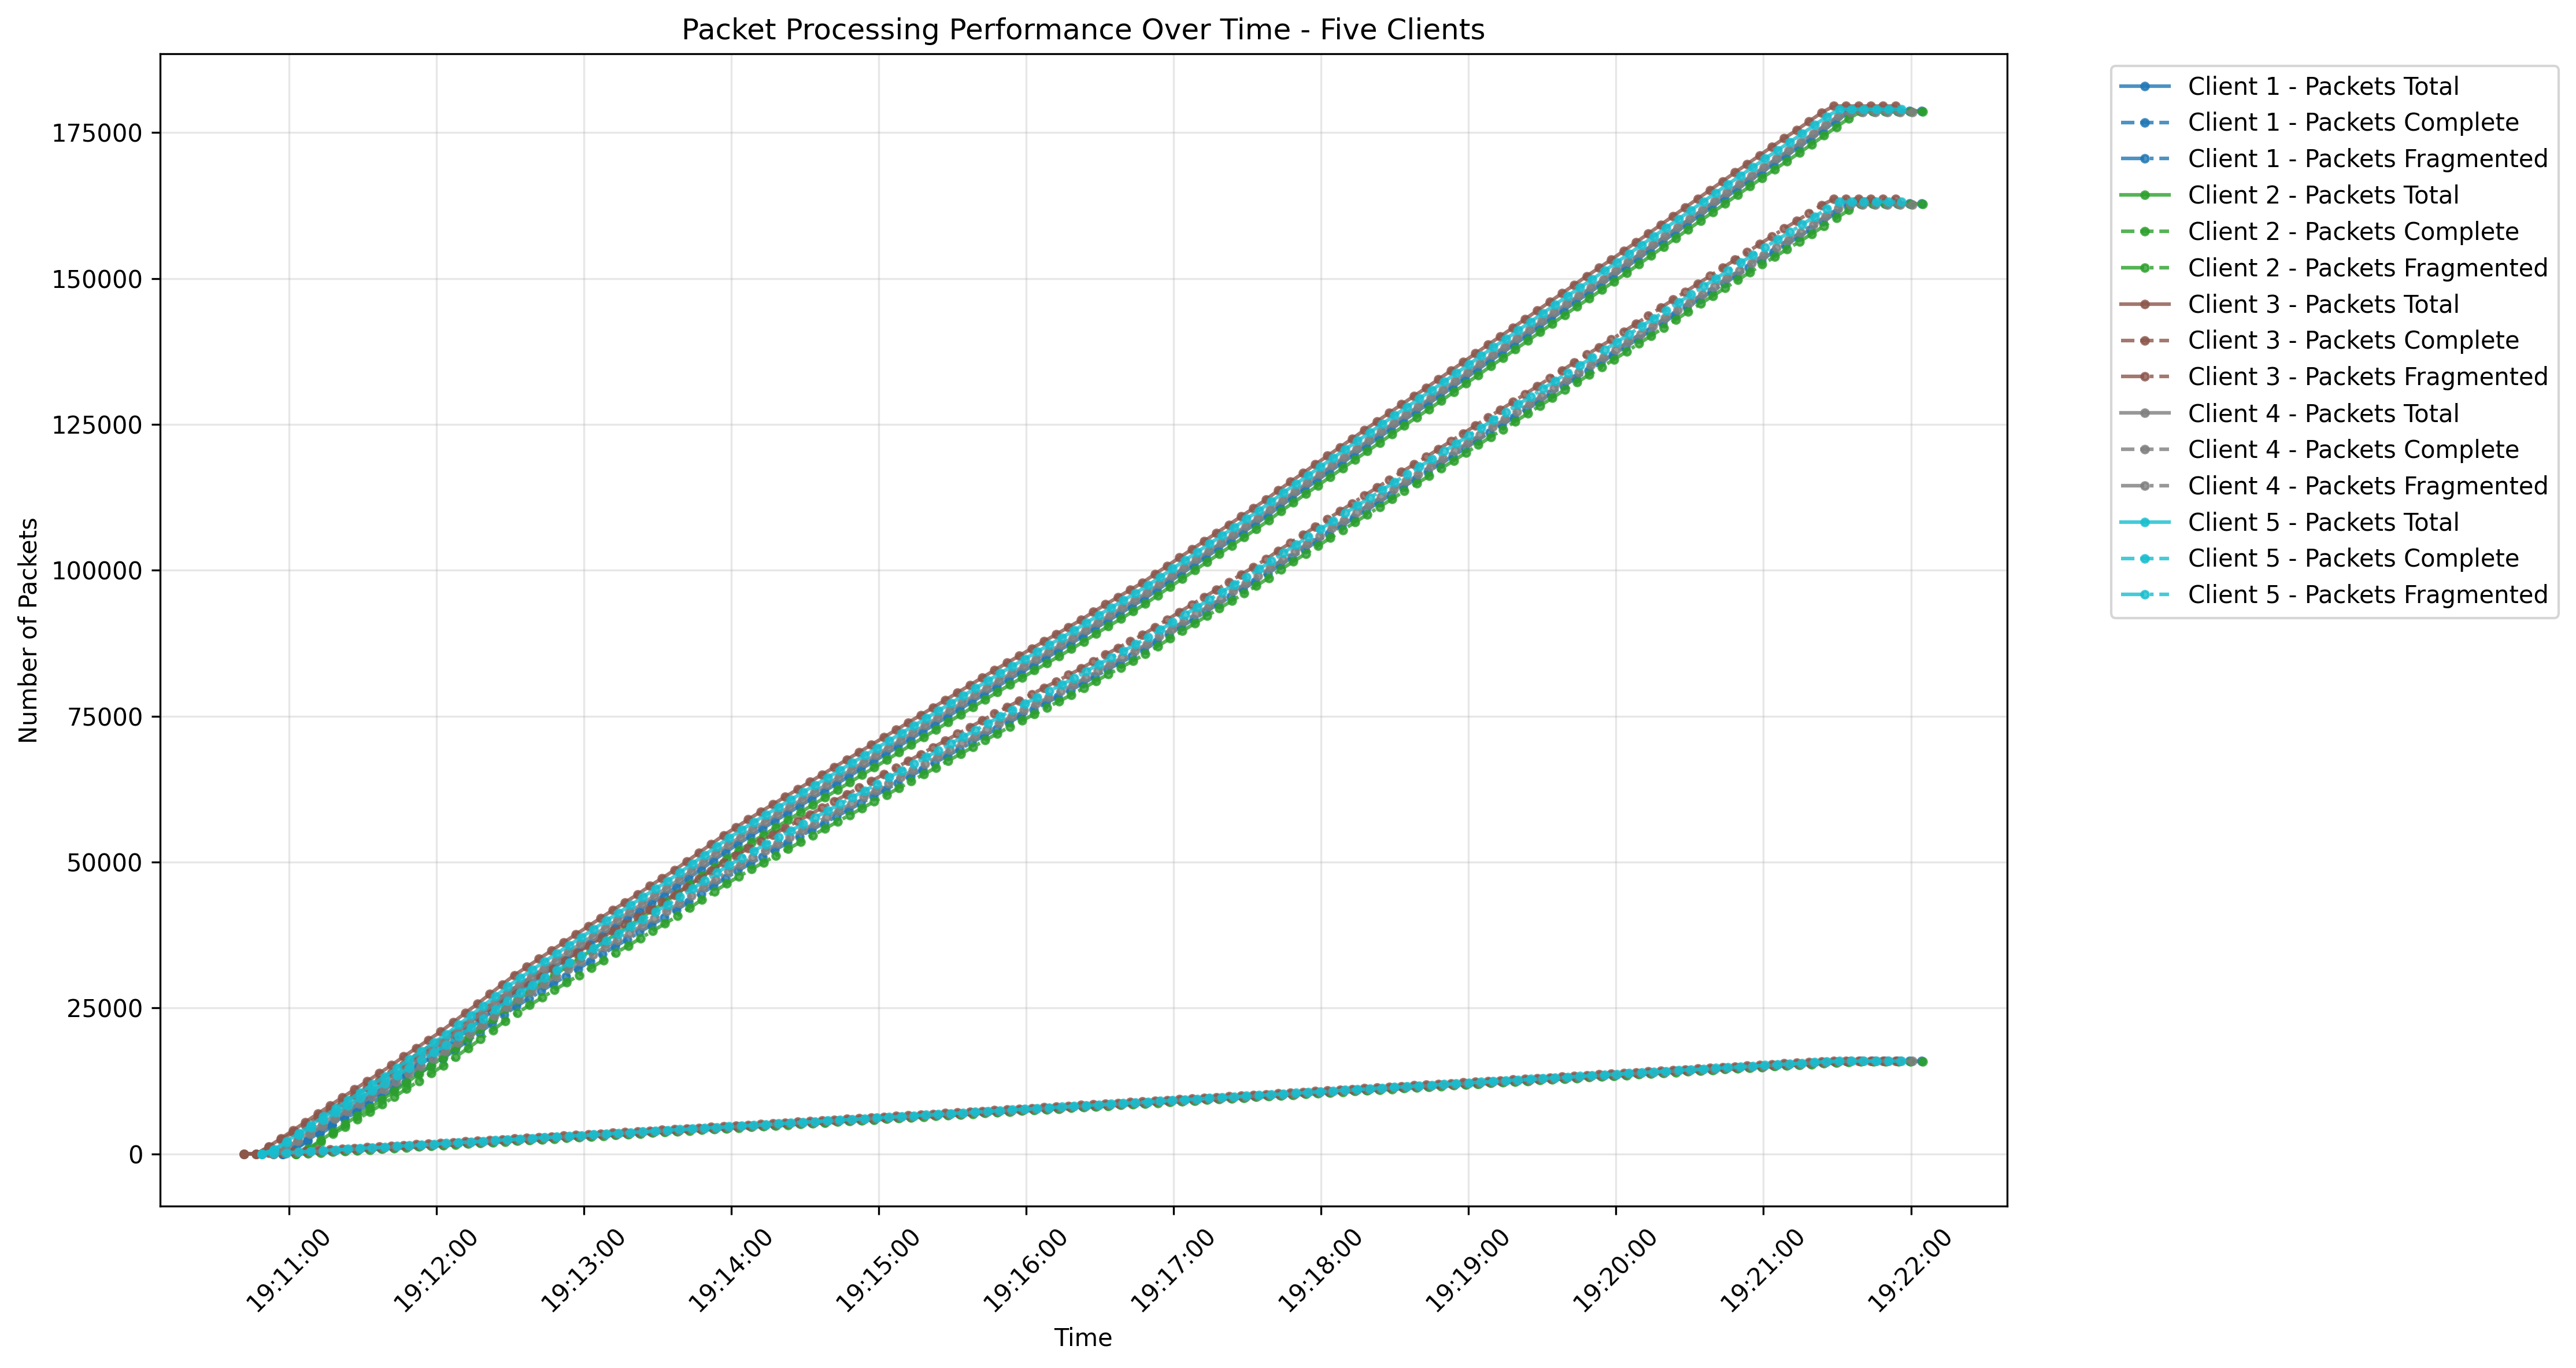 Packet Processing Performance Over Time - Five Clients
Number of Packets
175000
150000
125000
100000
75000
50000
25000
0
19:11:00
19:12:00
19:13:00
19:14:00
19:15:00
19:16:00
19:17:00
19:18:00
19:19:00
19:20:00
19:21:00
19:22:00
Time
Client 1 - Packets Total
Client 1 - Packets Complete
Client 1 - Packets Fragmented
Client 2 - Packets Total
Client 2 - Packets Complete
Client 2 - Packets Fragmented
Client 3 - Packets Total
Client 3 - Packets Complete
Client 3 - Packets Fragmented
Client 4 - Packets Total
Client 4 - Packets Complete
Client 4 - Packets Fragmented
Client 5 - Packets Total
Client 5 - Packets Complete
Client 5 - Packets Fragmented